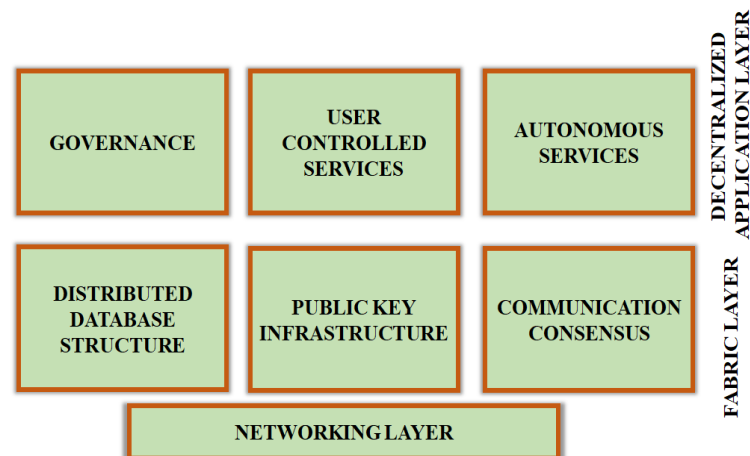 GOVERNANCE
USER
CONTROLLED
SERVICES
AUTONOMOUS
SERVICES
DECENTRALIZED
APPLICATION LAYER
DISTRIBUTED
DATABASE
STRUCTURE
PUBLIC KEY
INFRASTRUCTURE
COMMUNICATION
CONSENSUS
FABRIC LAYER
NETWORKING LAYER